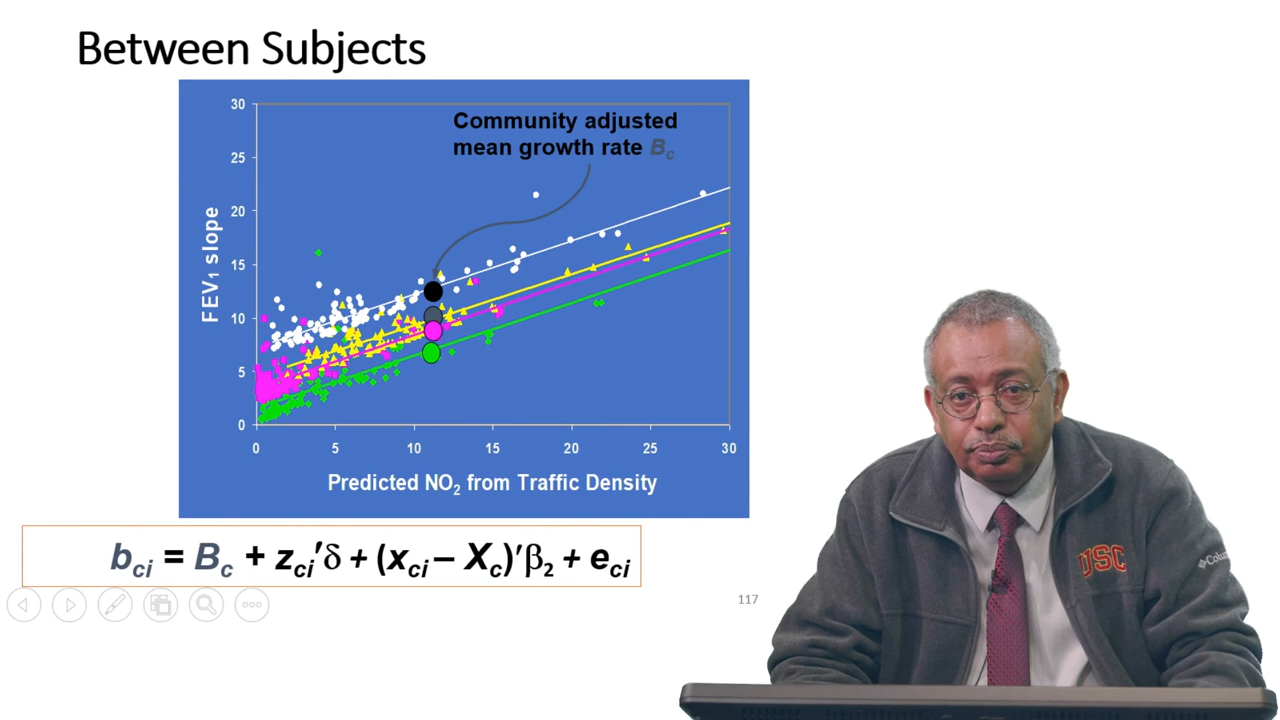 Between Subjects
Community adjusted
mean growth rate Bc
30
25
20
15
10
5
0
FEV1 slope
0 5 10 15 20 25 30
Predicted NO2 from Traffic Density
bci = Bc + zci′δ + (xci – Xc)′β2 + eci
117
USC
Colum